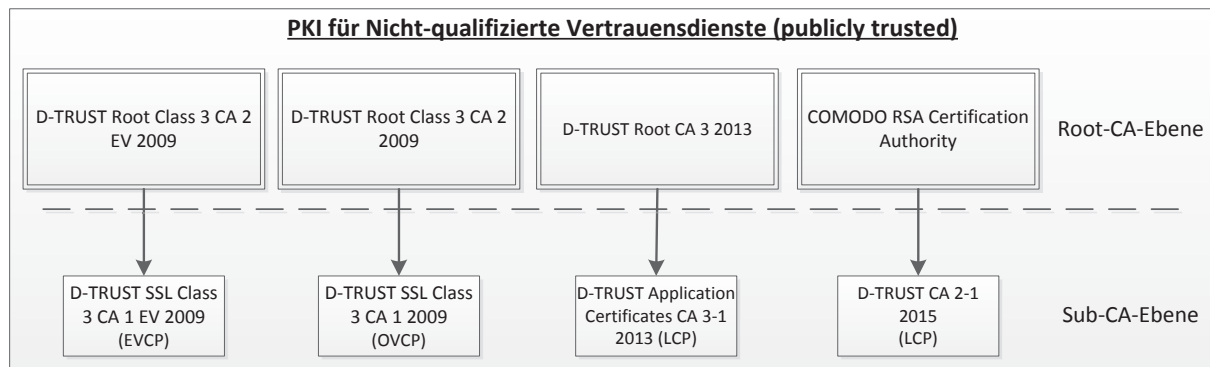 PKI für Nicht-qualifizierte Vertrauensdienste (publicly trusted)
D-TRUST Root Class 3 CA 2
EV 2009
D-TRUST Root Class 3 CA 2
2009
D-TRUST Root CA 3 2013
COMODO RSA Certification
Authority
Root-CA-Ebene
D-TRUST SSL Class
3 CA 1 EV 2009
(EVCP)
D-TRUST SSL Class
3 CA 1 2009
(OVCP)
D-TRUST Application
Certificates CA 3-1
2013 (LCP)
D-TRUST CA 2-1
2015
(LCP)
Sub-CA-Ebene